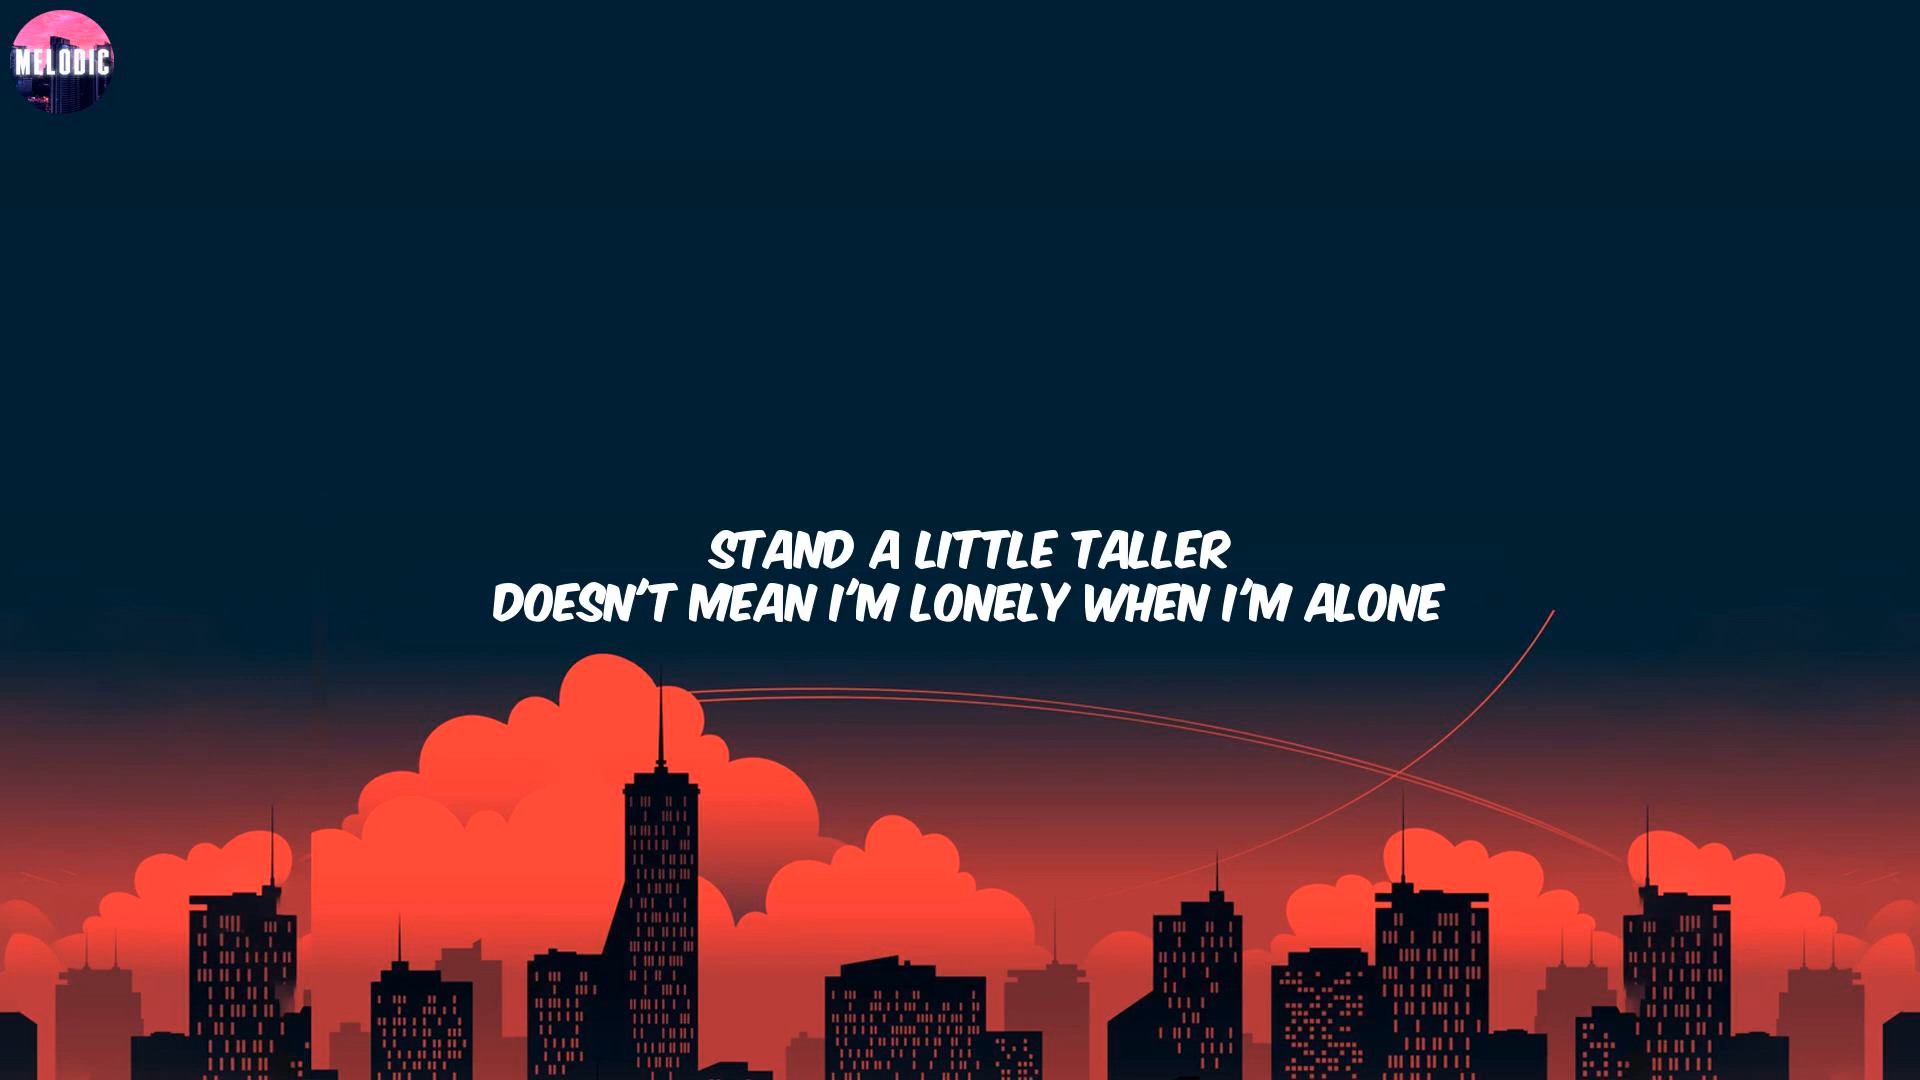 MELODIC
STAND A LITTLE TALLER
DOESN'T MEAN I'M LONELY WHEN I'M ALONE